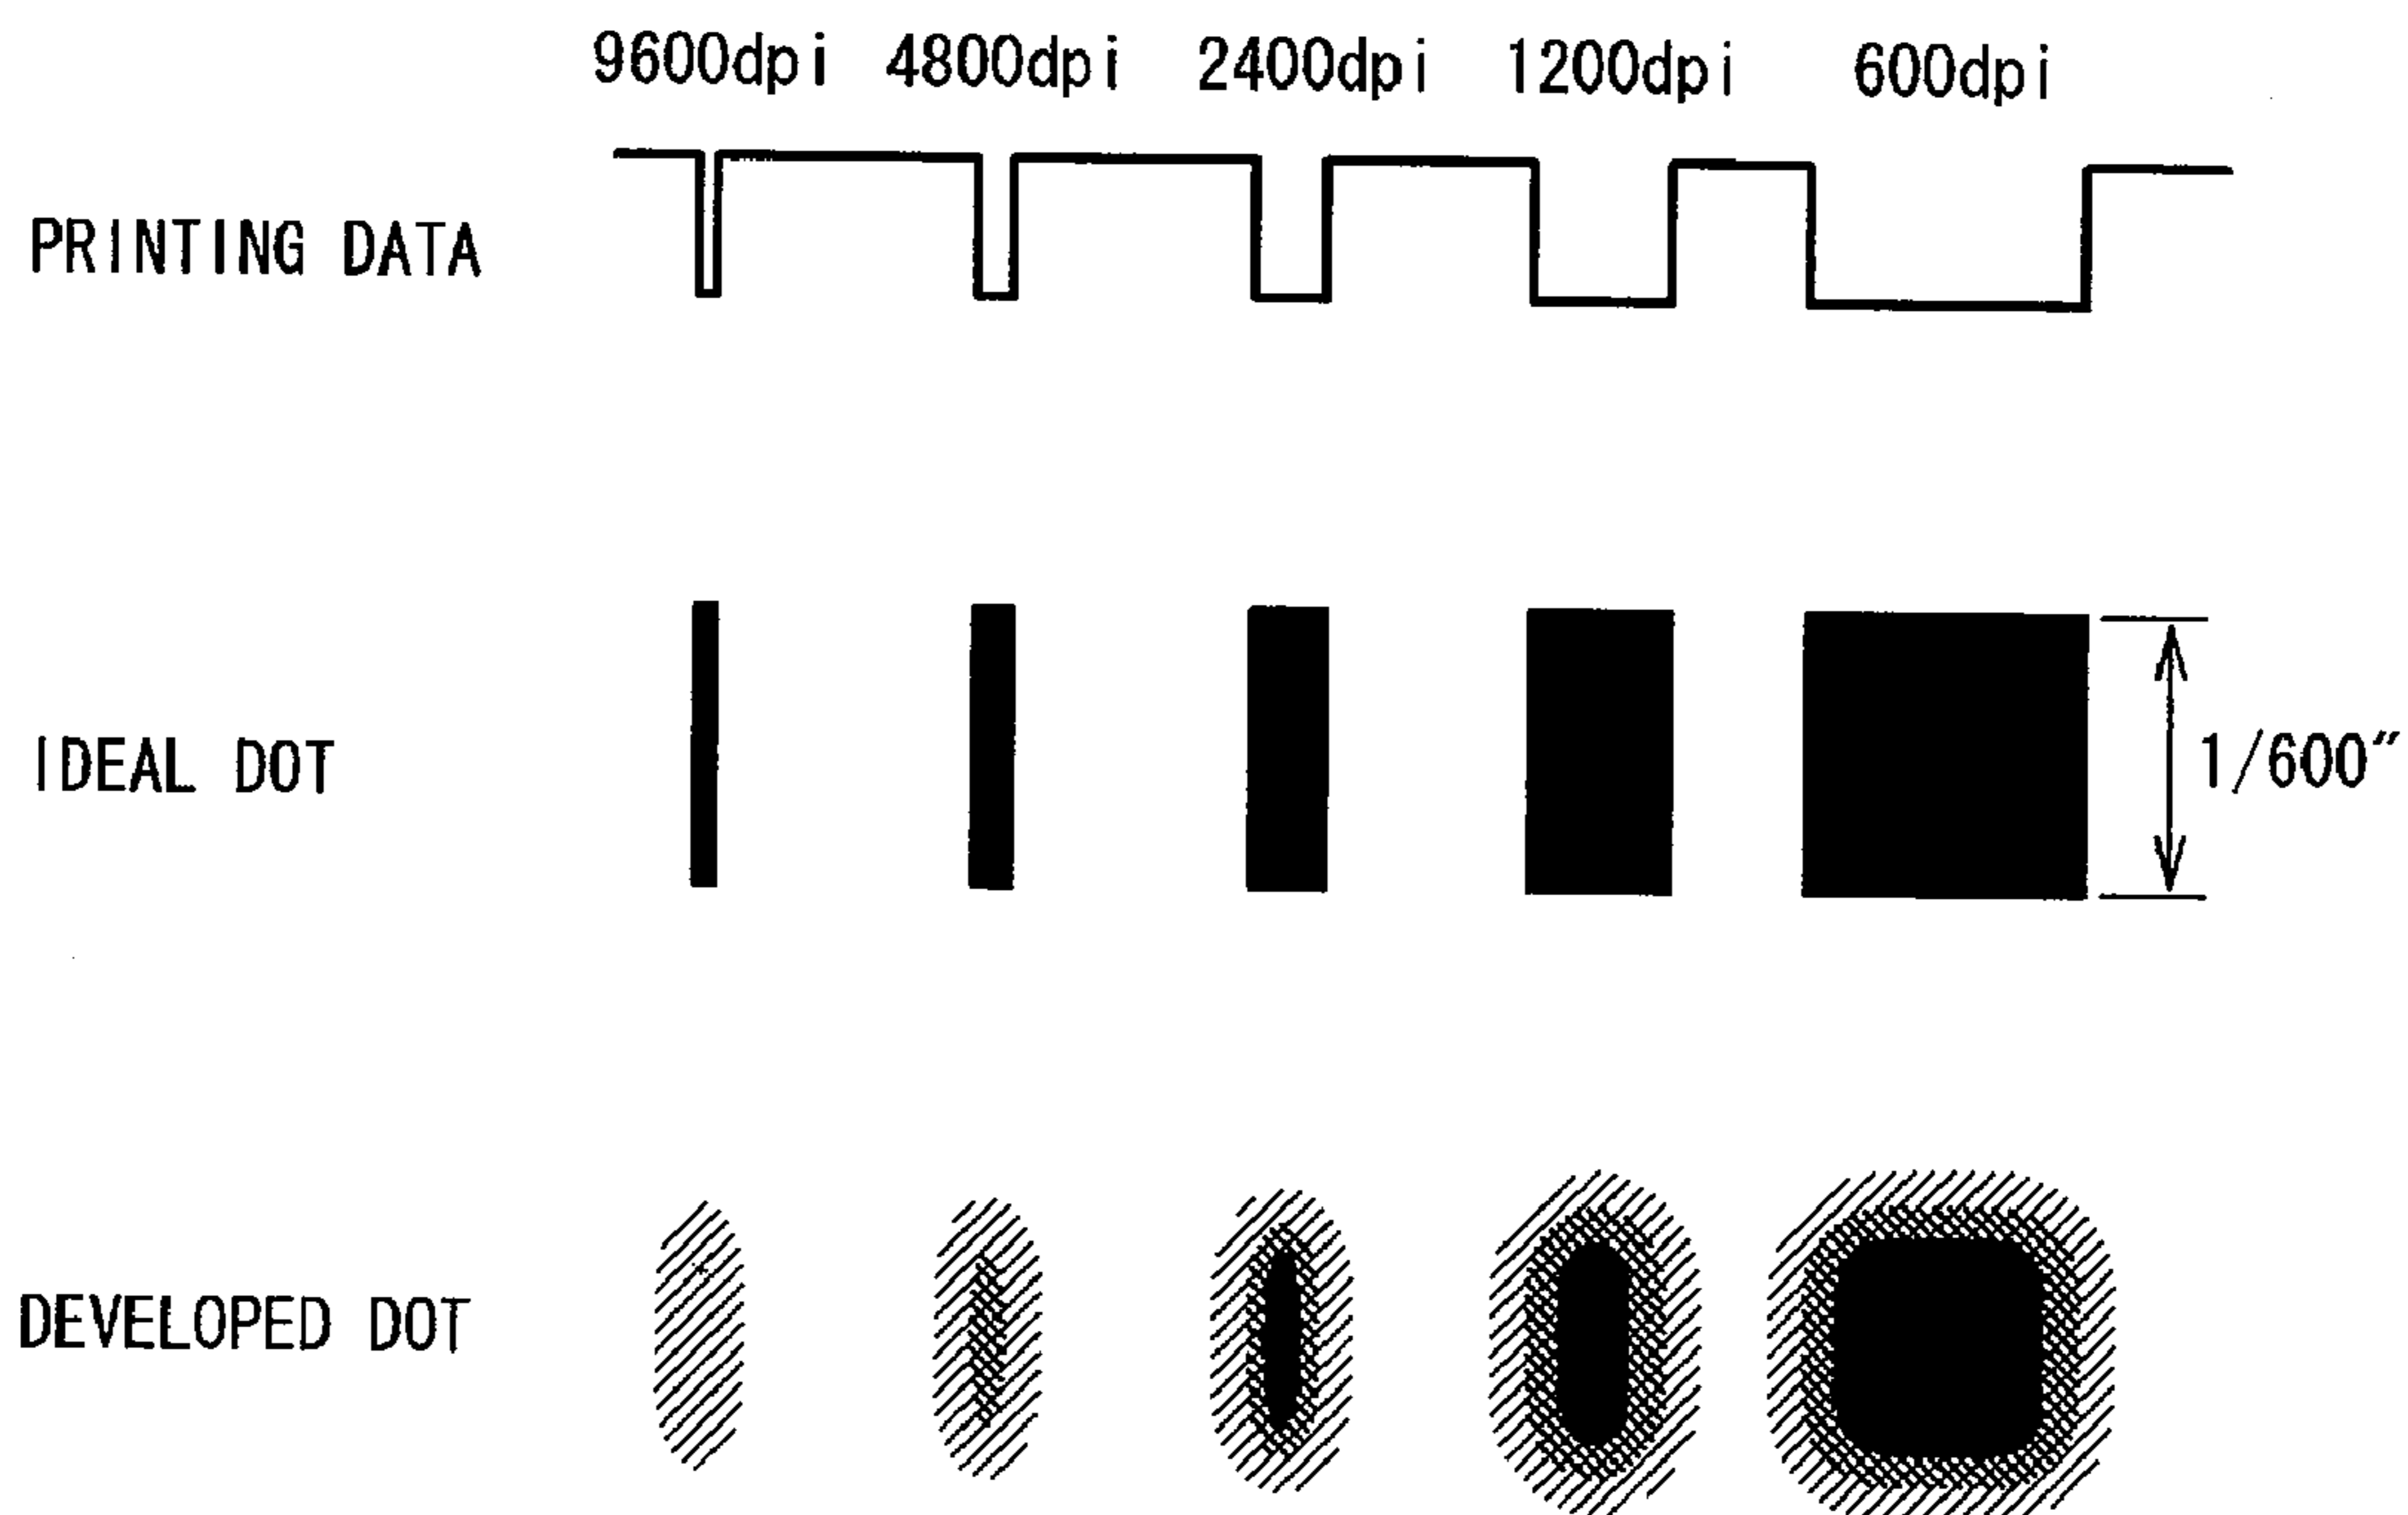 9600dpi 4800dpi 2400dpi 1200dpi 600dpi
PRINTING DATA
IDEAL DOT
1/600"
DEVELOPED DOT